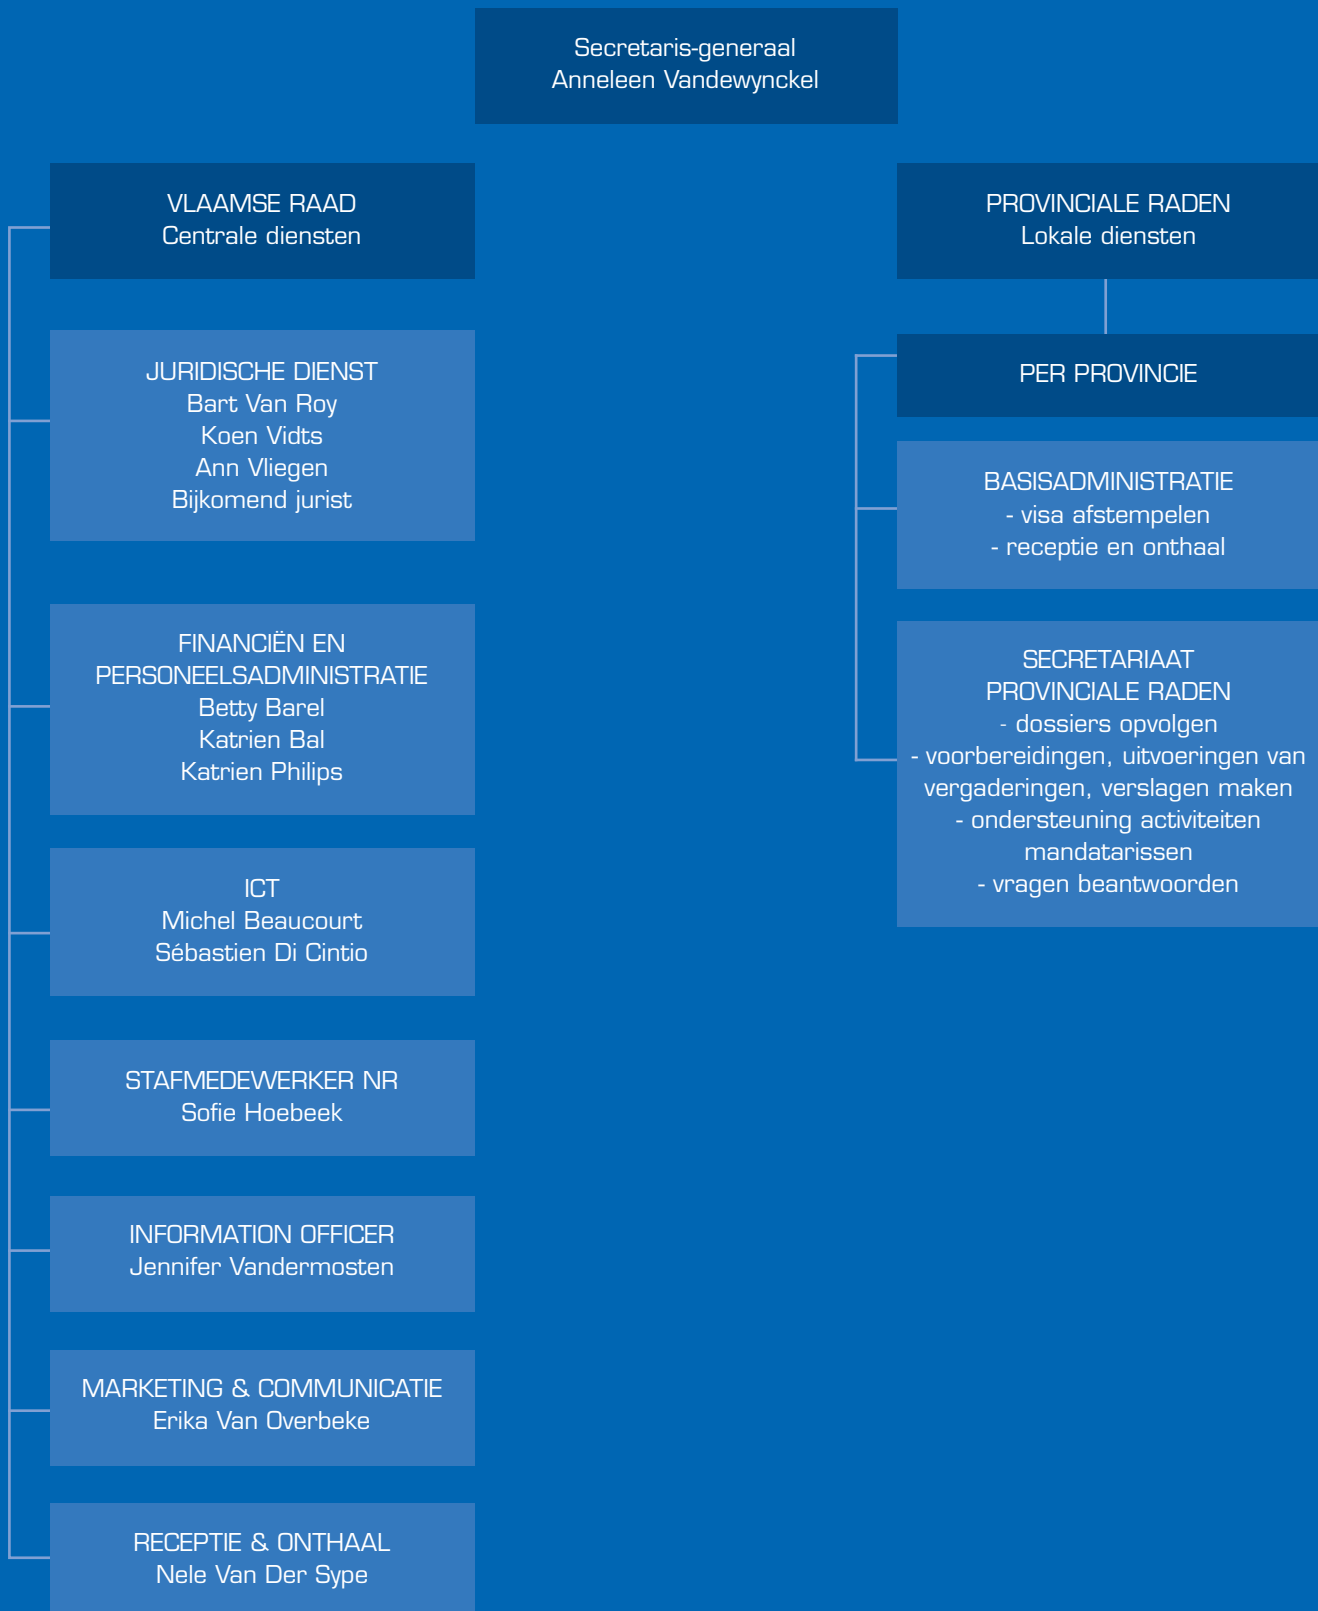 Secretaris-generaal
Anneleen Vandewynckel
VLAAMSE RAAD
Centrale diensten
JURIDISCHE DIENST
Bart Van Roy
Koen Vidts
Ann Vliegen
Bijkomend jurist
FINANCIËN EN
PERSONEELSADMINISTRATIE
Betty Barel
Katrien Bal
Katrien Philips
ICT
Michel Beaucourt
Sébastien Di Cintio
STAFMEDEWERKER NR
Sofie Hoebeek
INFORMATION OFFICER
Jennifer Vandermosten
MARKETING & COMMUNICATIE
Erika Van Overbeke
RECEPTIE & ONTHAAL
Nele Van Der Sype
PROVINCIALE RADEN
Lokale diensten
PER PROVINCIE
BASISADMINISTRATIE
- visa afstempelen
- receptie en onthaal
SECRETARIAAT
PROVINCIALE RADEN
- dossiers opvolgen
- voorbereidingen, uitvoeringen van
vergaderingen, verslagen maken
- ondersteuning activiteiten
mandatarissen
- vragen beantwoorden